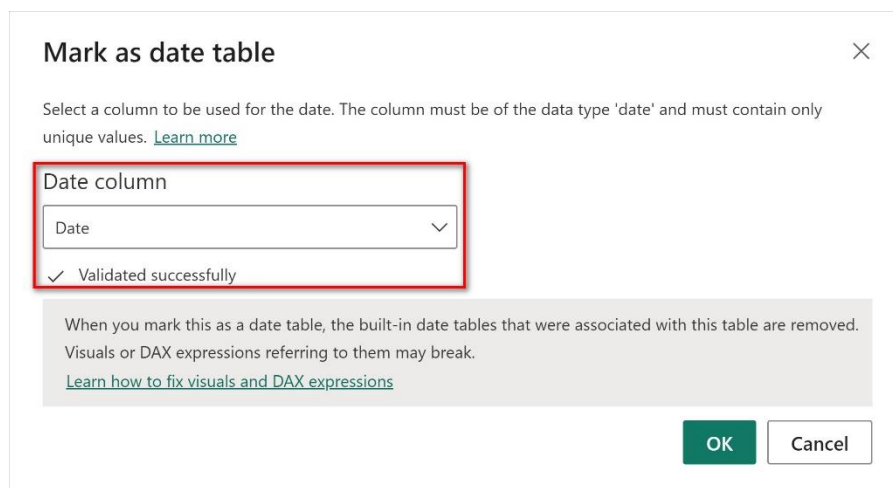 Mark as date table
Select a column to be used for the date. The column must be of the data type 'date' and must contain only
unique values. Learn more
Date column
Date
Validated successfully
When you mark this as a date table, the built-in date tables that were associated with this table are removed.
Visuals or DAX expressions referring to them may break.
Learn how to fix visuals and DAX expressions
OK Cancel